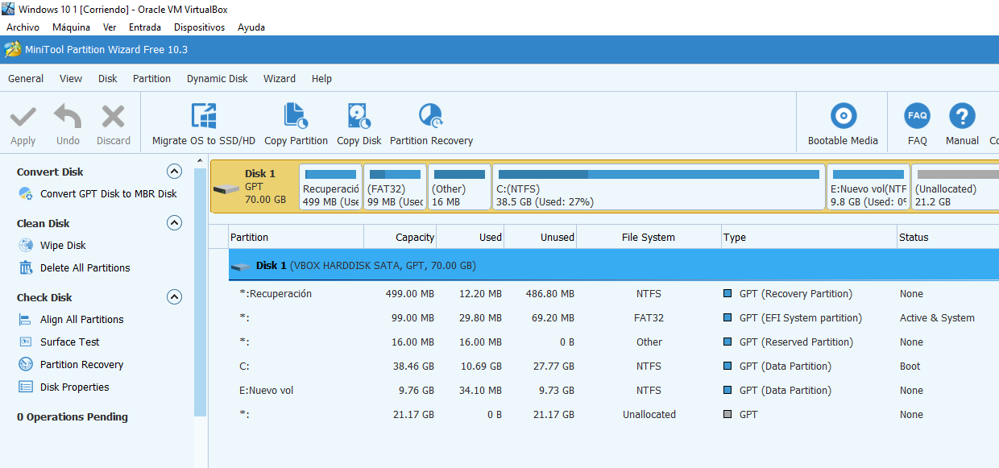 Windows 10 1 [Corriendo] - Oracle VM VirtualBox
Archivo Máquina Ver Entrada Dispositivos Ayuda
MiniTool Partition Wizard Free 10.3
General View Disk Partition Dynamic Disk Wizard Help
Apply Undo Discard Migrate OS to SSD/HD Copy Partition Copy Disk Partition Recovery Bootable Media FAQ FAQ Manual
Convert Disk
Convert GPT Disk to MBR Disk
Clean Disk
Wipe Disk
Delete All Partitions
Check Disk
Align All Partitions
Surface Test
Partition Recovery
Disk Properties
0 Operations Pending
Disk 1
GPT
70.00 GB
Recuperació
499 MB (Use
(FAT32)
99 MB (Usec
(Other)
16 MB
C:(NTFS)
38.5 GB (Used: 27%)
E:Nuevo vol(NTF
9.8 GB (Used: 0%
(Unallocated)
21.2 GB
Partition Capacity Used Unused File System Type Status
Disk 1 (VBOX HARDDISK SATA, GPT, 70.00 GB)
*:Recuperación 499.00 MB 12.20 MB 486.80 MB NTFS GPT (Recovery Partition) None
*: 99.00 MB 29.80 MB 69.20 MB FAT32 GPT (EFI System partition) Active & System
*: 16.00 MB 16.00 MB 0 B Other GPT (Reserved Partition) None
C: 38.46 GB 10.69 GB 27.77 GB NTFS GPT (Data Partition) Boot
E:Nuevo vol 9.76 GB 34.10 MB 9.73 GB NTFS GPT (Data Partition) None
*: 21.17 GB 0 B 21.17 GB Unallocated GPT None